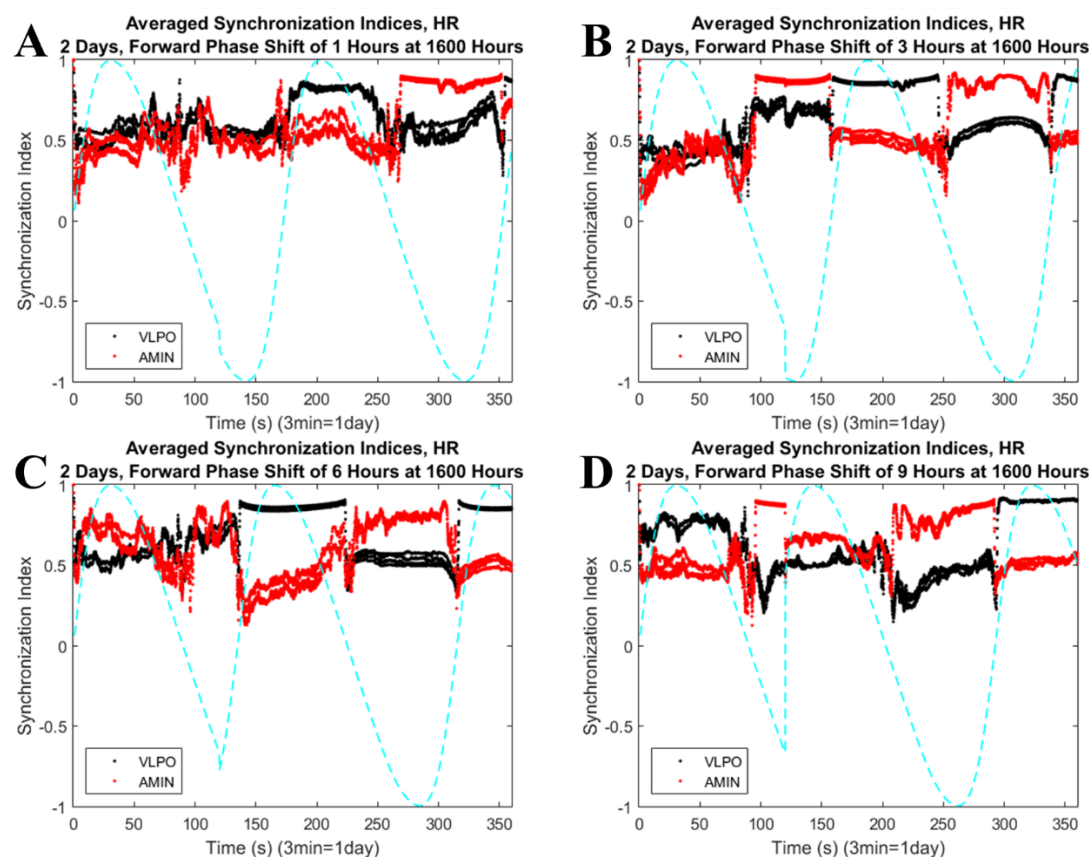 A
Averaged Synchronization Indices, HR
2 Days, Forward Phase Shift of 1 Hours at 1600 Hours
Synchronization Index
1
0.5
0
-0.5
-1
VLPO
AMIN
0 50 100 150 200 250 300 350
Time (s) (3min=1day)
B
Averaged Synchronization Indices, HR
2 Days, Forward Phase Shift of 3 Hours at 1600 Hours
Synchronization Index
1
0.5
0
-0.5
-1
VLPO
AMIN
0 50 100 150 200 250 300 350
Time (s) (3min=1day)
C
Averaged Synchronization Indices, HR
2 Days, Forward Phase Shift of 6 Hours at 1600 Hours
Synchronization Index
1
0.5
0
-0.5
-1
VLPO
AMIN
0 50 100 150 200 250 300 350
Time (s) (3min=1day)
D
Averaged Synchronization Indices, HR
2 Days, Forward Phase Shift of 9 Hours at 1600 Hours
Synchronization Index
1
0.5
0
-0.5
-1
VLPO
AMIN
0 50 100 150 200 250 300 350
Time (s) (3min=1day)